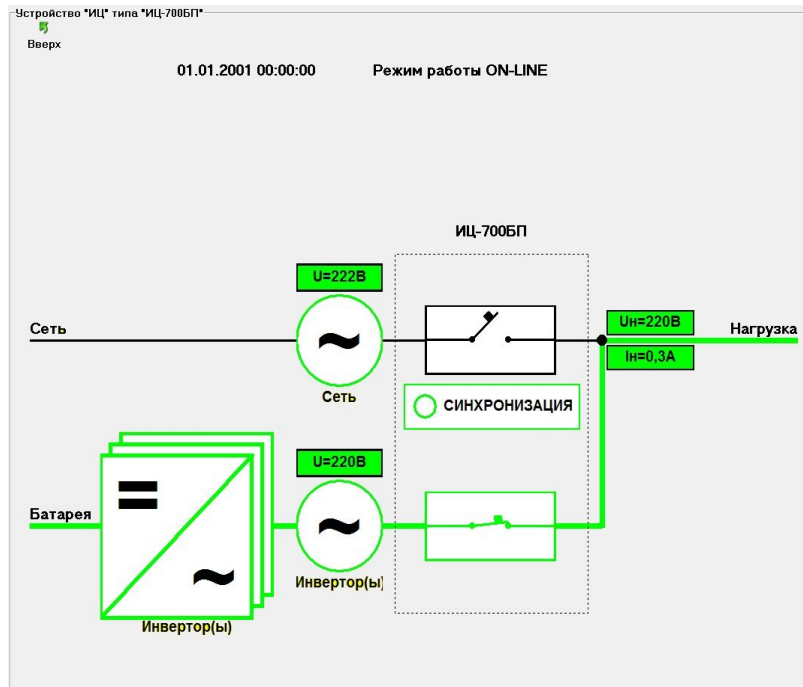 Устройство "ИЦ" типа "ИЦ-700БП"
Вверх
01.01.2001 00:00:00 Режим работы ON-LINE
ИЦ-700БП
U=222В
Сеть
Uн=220В
Нагрузка
Iн=0,3А
~
Сеть
СИНХРОНИЗАЦИЯ
U=220В
Батарея
=
~
~
Инвертор(ы)
Инвертор(ы)